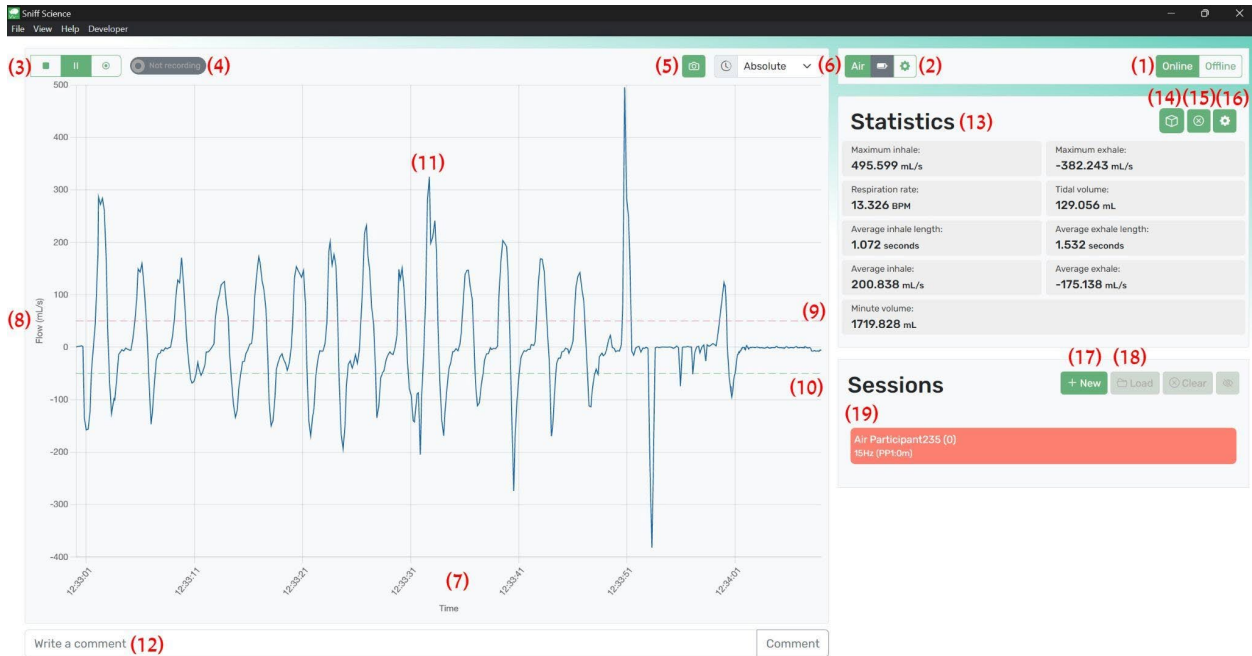 Sniff Science
File View Help Developer
(3) Not recording (4) (5) Absolute (6) Air (2) (1) Online Offline
500
400
300
200
100
0
-100
-200
-300
-400
(8) Flow (mL/s)
(9)
(10)
(11)
12:33:01 12:33:11 12:33:21 12:33:31 12:33:41 12:33:51 12:34:01
(7)
Time
Write a comment (12) Comment
(14) (15) (16)
Statistics (13)
Maximum inhale:
495.599 mL/s
Maximum exhale:
-382.243 mL/s
Respiration rate:
13.326 BPM
Tidal volume:
129.056 mL
Average inhale length:
1.072 seconds
Average exhale length:
1.532 seconds
Average inhale:
200.838 mL/s
Average exhale:
-175.138 mL/s
Minute volume:
1719.828 mL
(17) (18)
Sessions + New Load Clear
(19)
Air Participant235 (0)
15Hz (PP1:0m)